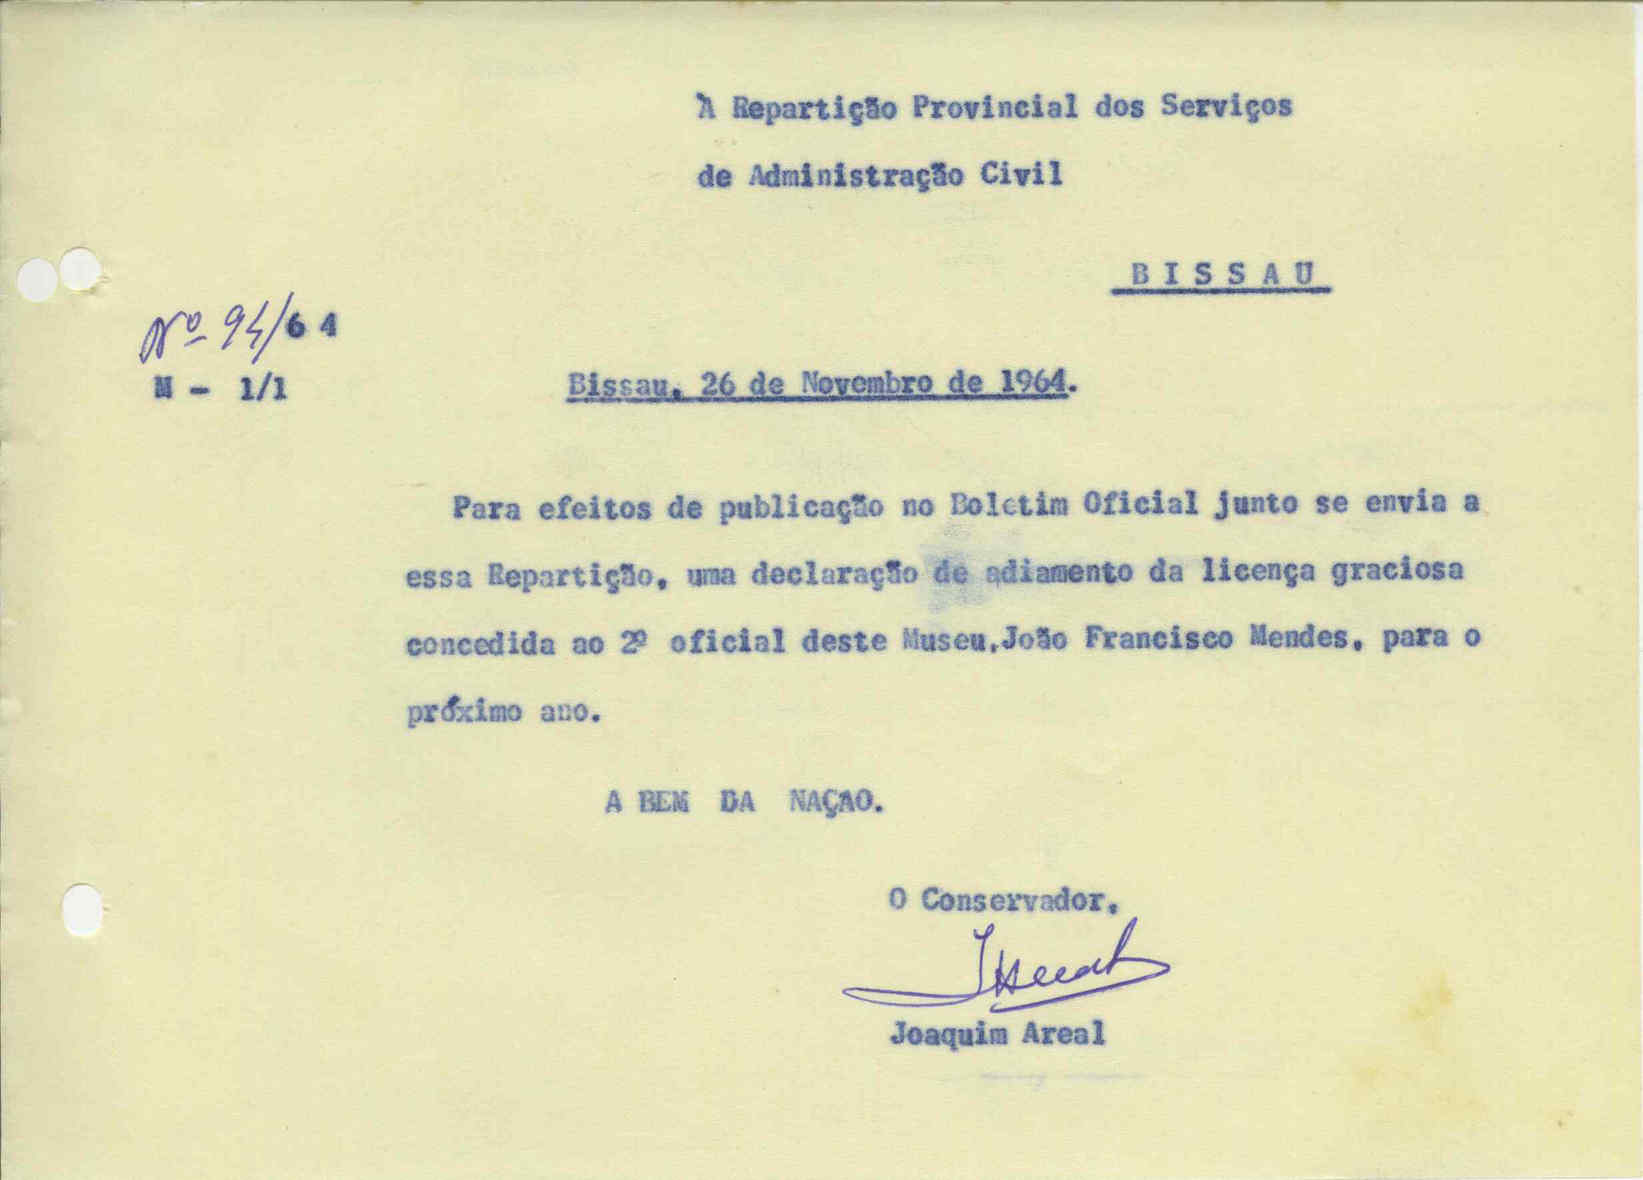 À Repartição Provincial dos Serviços
de Administração Civil
BISSAU
Nº 94/64
M - 1/1
Bissau, 26 de Novembro de 1964.
Para efeitos de publicação no Boletim Oficial junto se envia a
essa Repartição, uma declaração de adiamento da licença graciosa
concedida ao 2º oficial deste Museu,João Francisco Mendes, para o
próximo ano.
A BEM DA NAÇAO.
O Conservador,
JAreal
Joaquim Areal